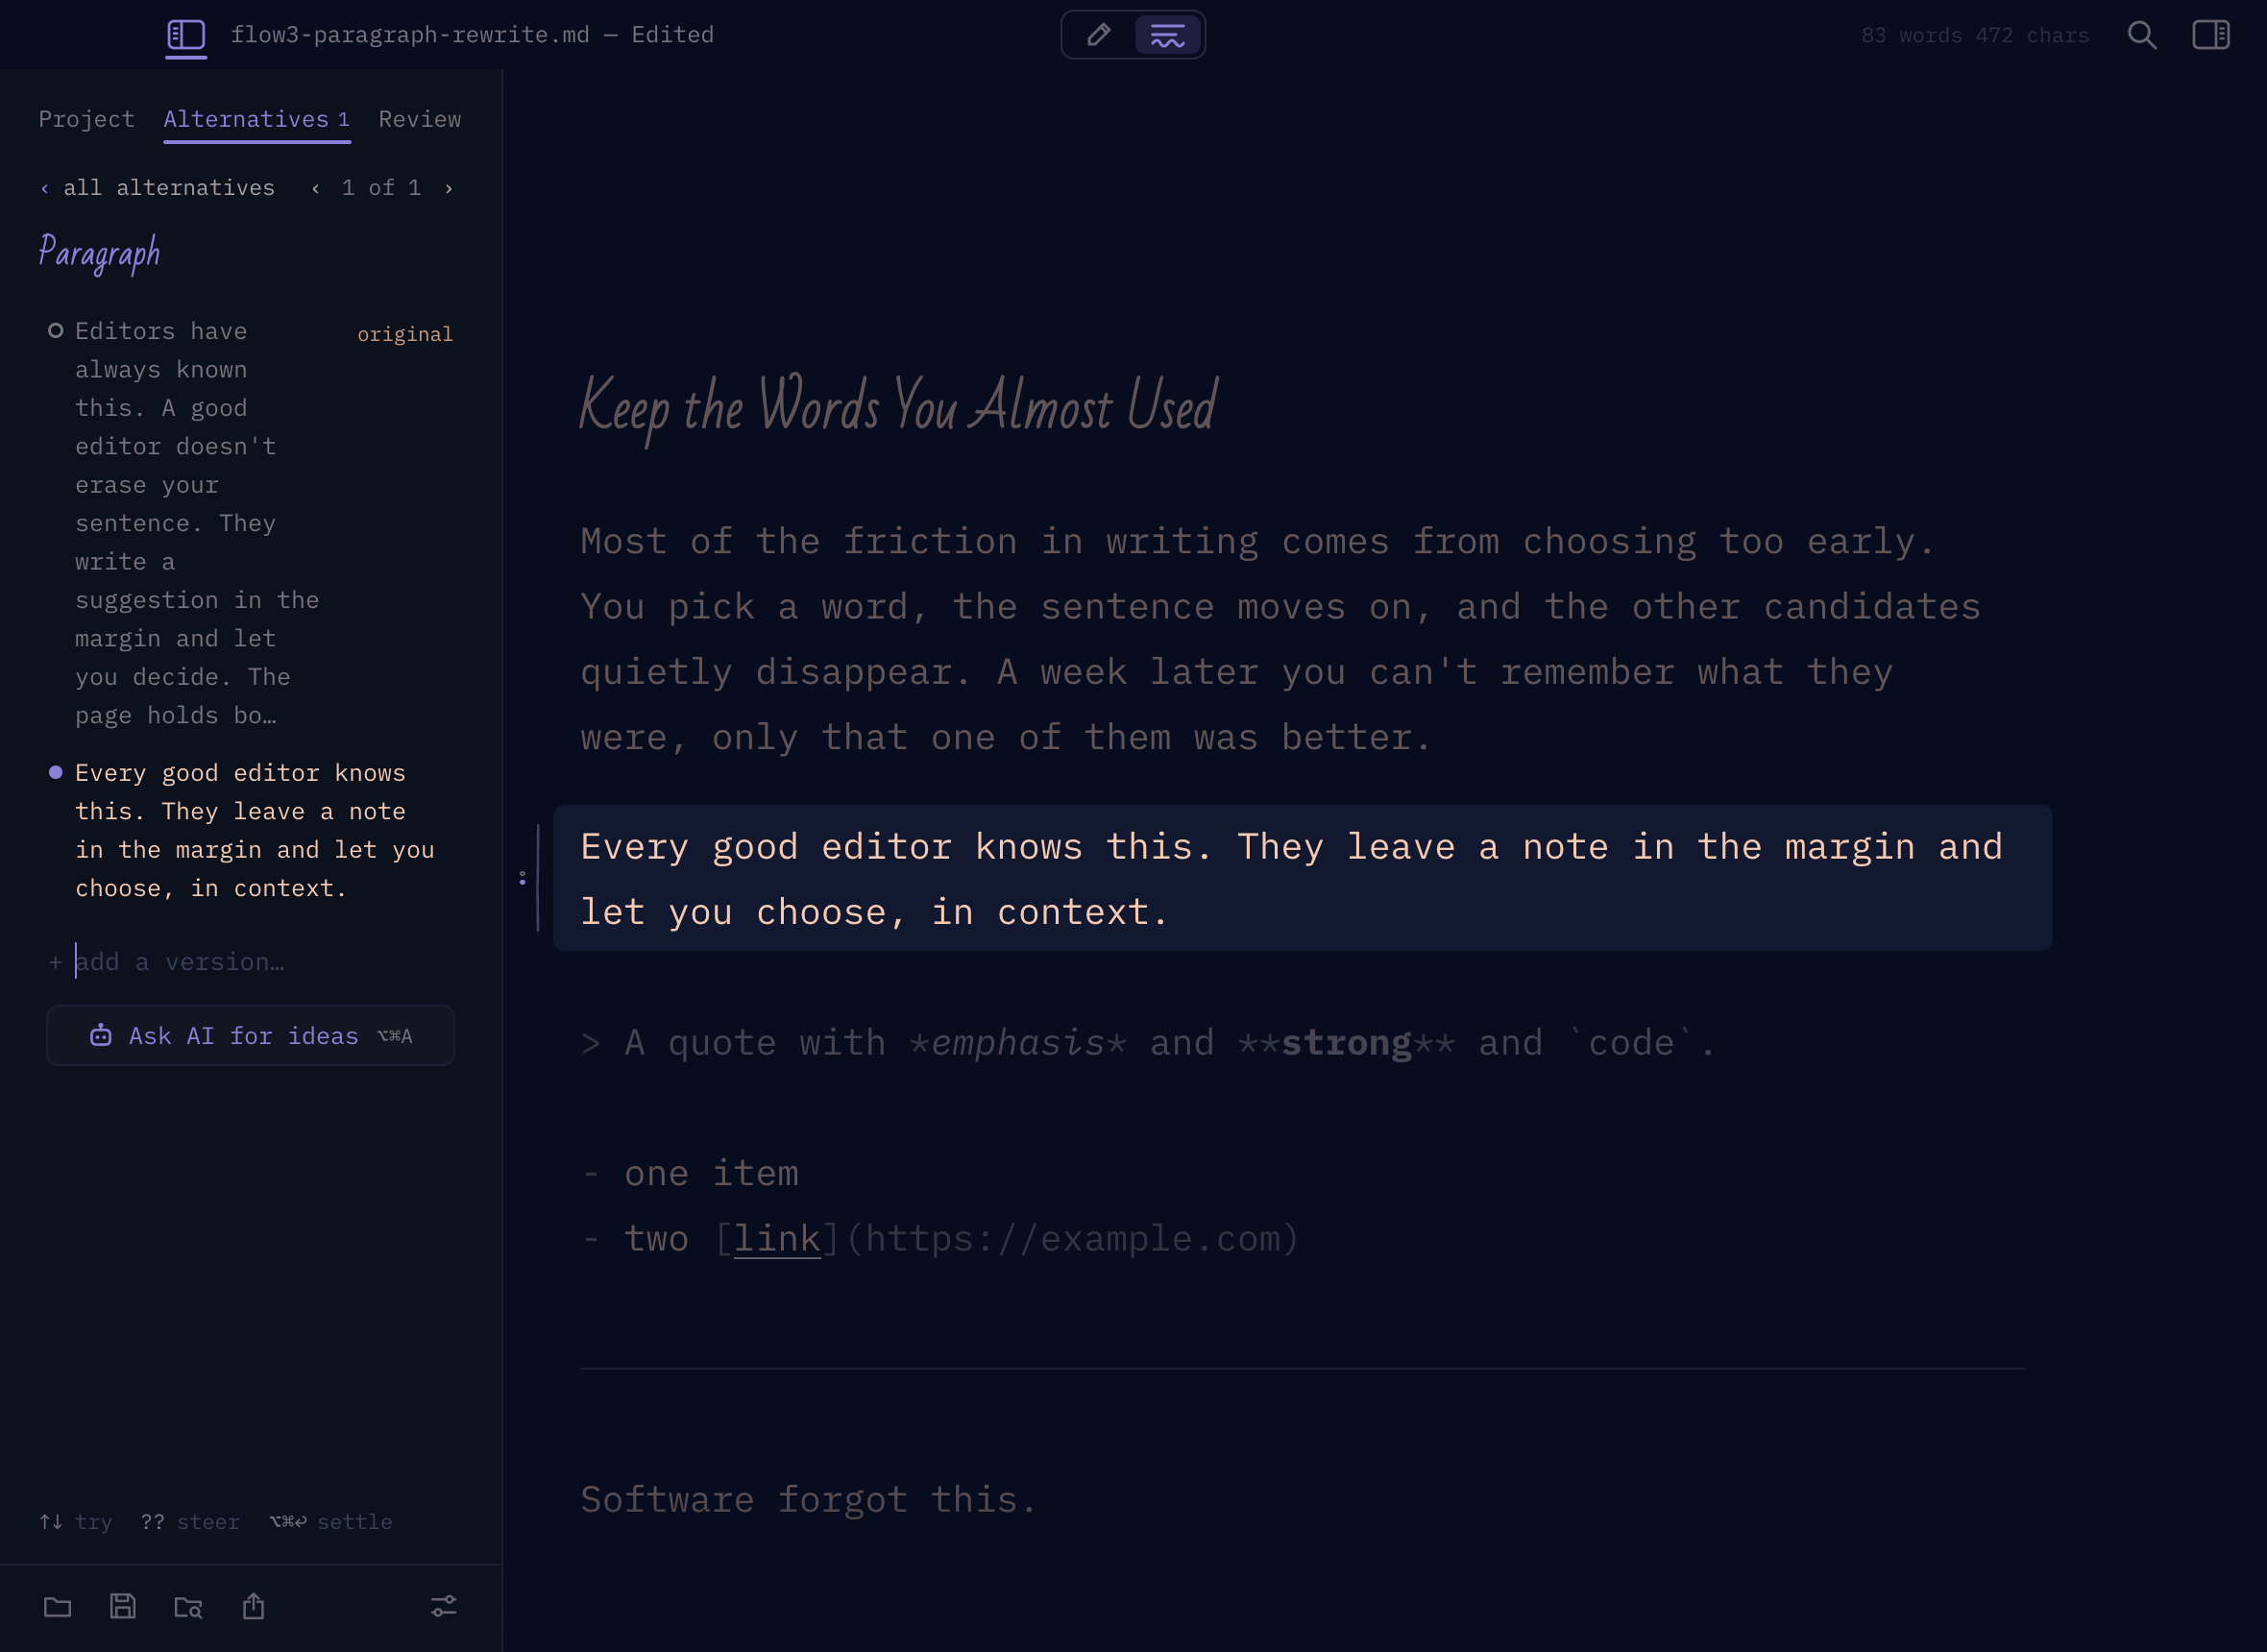 flow3-paragraph-rewrite.md — Edited
83 words 472 chars
Project Alternatives 1 Review
‹ all alternatives ‹ 1 of 1 ›
Paragraph
Editors have original
always known
this. A good
editor doesn't
erase your
sentence. They
write a
suggestion in the
margin and let
you decide. The
page holds bo…
Every good editor knows
this. They leave a note
in the margin and let you
choose, in context.
+ add a version…
Ask AI for ideas ⌥⌘A
↑↓ try ?? steer ⌥⌘↩ settle
Keep the Words You Almost Used
Most of the friction in writing comes from choosing too early.
You pick a word, the sentence moves on, and the other candidates
quietly disappear. A week later you can't remember what they
were, only that one of them was better.
Every good editor knows this. They leave a note in the margin and
let you choose, in context.
> A quote with *emphasis* and **strong** and `code`.
- one item
- two [link](https://example.com)
Software forgot this.